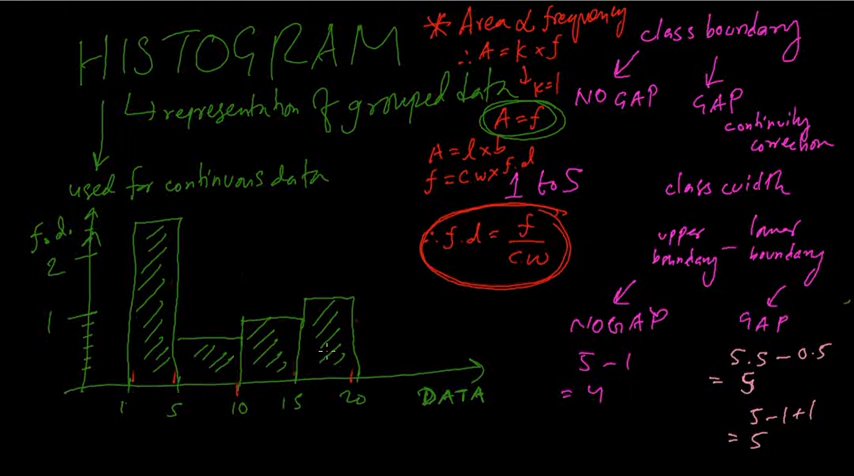 HISTOGRAM
↳ representation of grouped data
used for continuous data
f.d.
2
1
1 5 10 15 20
DATA
* Area ∝ frequency
∴ A = K × f
K=1
A = f
A = l × b
f = cw × f.d
1 to 5
∴ f.d = f / c.w
class boundary
NO GAP GAP
continuity
correction
class width
upper boundary – lower boundary
NO GAP GAP
5 - 1
= 4
5.5 – 0.5
= 5
5 - 1 + 1
= 5